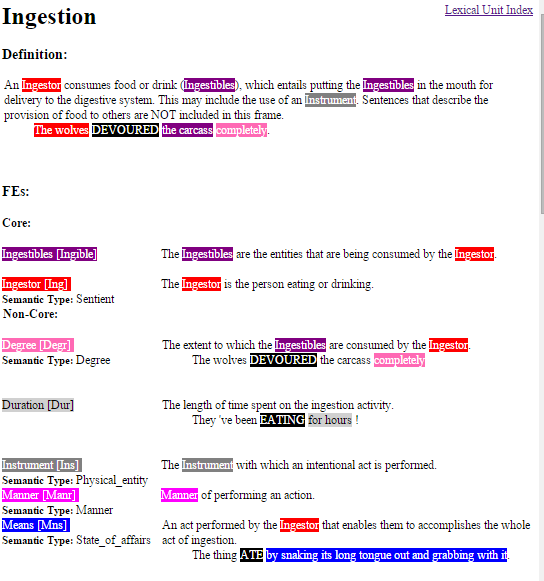 Ingestion
Lexical Unit Index
Definition:
An Ingestor consumes food or drink (Ingestibles), which entails putting the Ingestibles in the mouth for
delivery to the digestive system. This may include the use of an Instrument. Sentences that describe the
provision of food to others are NOT included in this frame.
The wolves DEVOURED the carcass completely.
FEs:
Core:
Ingestibles [Ingible] The Ingestibles are the entities that are being consumed by the Ingestor.
Ingestor [Ing] The Ingestor is the person eating or drinking.
Semantic Type: Sentient
Non-Core:
Degree [Degr] The extent to which the Ingestibles are consumed by the Ingestor.
Semantic Type: Degree The wolves DEVOURED the carcass completely
Duration [Dur] The length of time spent on the ingestion activity.
They 've been EATING for hours !
Instrument [Ins] The Instrument with which an intentional act is performed.
Semantic Type: Physical_entity
Manner [Manr] Manner of performing an action.
Semantic Type: Manner
Means [Mns] An act performed by the Ingestor that enables them to accomplishes the whole
Semantic Type: State_of_affairs act of ingestion.
The thing ATE by snaking its long tongue out and grabbing with it.